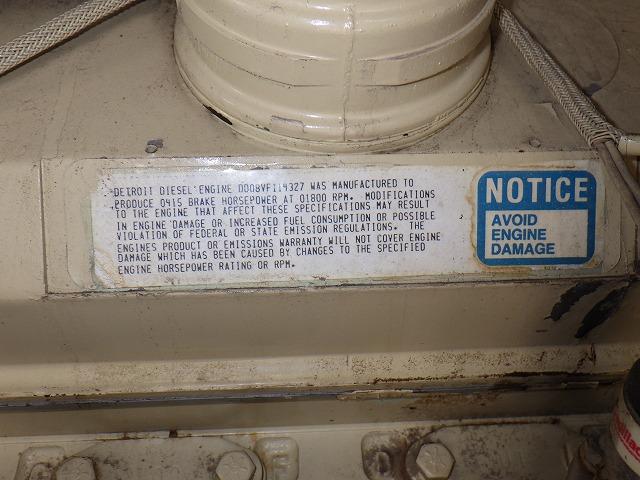 DETROIT DIESEL ENGINE DD08VF114327 WAS MANUFACTURED TO
PRODUCE 0415 BRAKE HORSEPOWER AT 01800 RPM. MODIFICATIONS
TO THE ENGINE THAT AFFECT THESE SPECIFICATIONS MAY RESULT
IN ENGINE DAMAGE OR INCREASED FUEL CONSUMPTION OR POSSIBLE
VIOLATION OF FEDERAL OR STATE EMISSION REGULATIONS. THE
ENGINES PRODUCT OR EMISSIONS WARRANTY WILL NOT COVER ENGINE
DAMAGE WHICH HAS BEEN CAUSED BY CHANGES TO THE SPECIFIED
ENGINE HORSEPOWER RATING OR RPM.
NOTICE
AVOID
ENGINE
DAMAGE